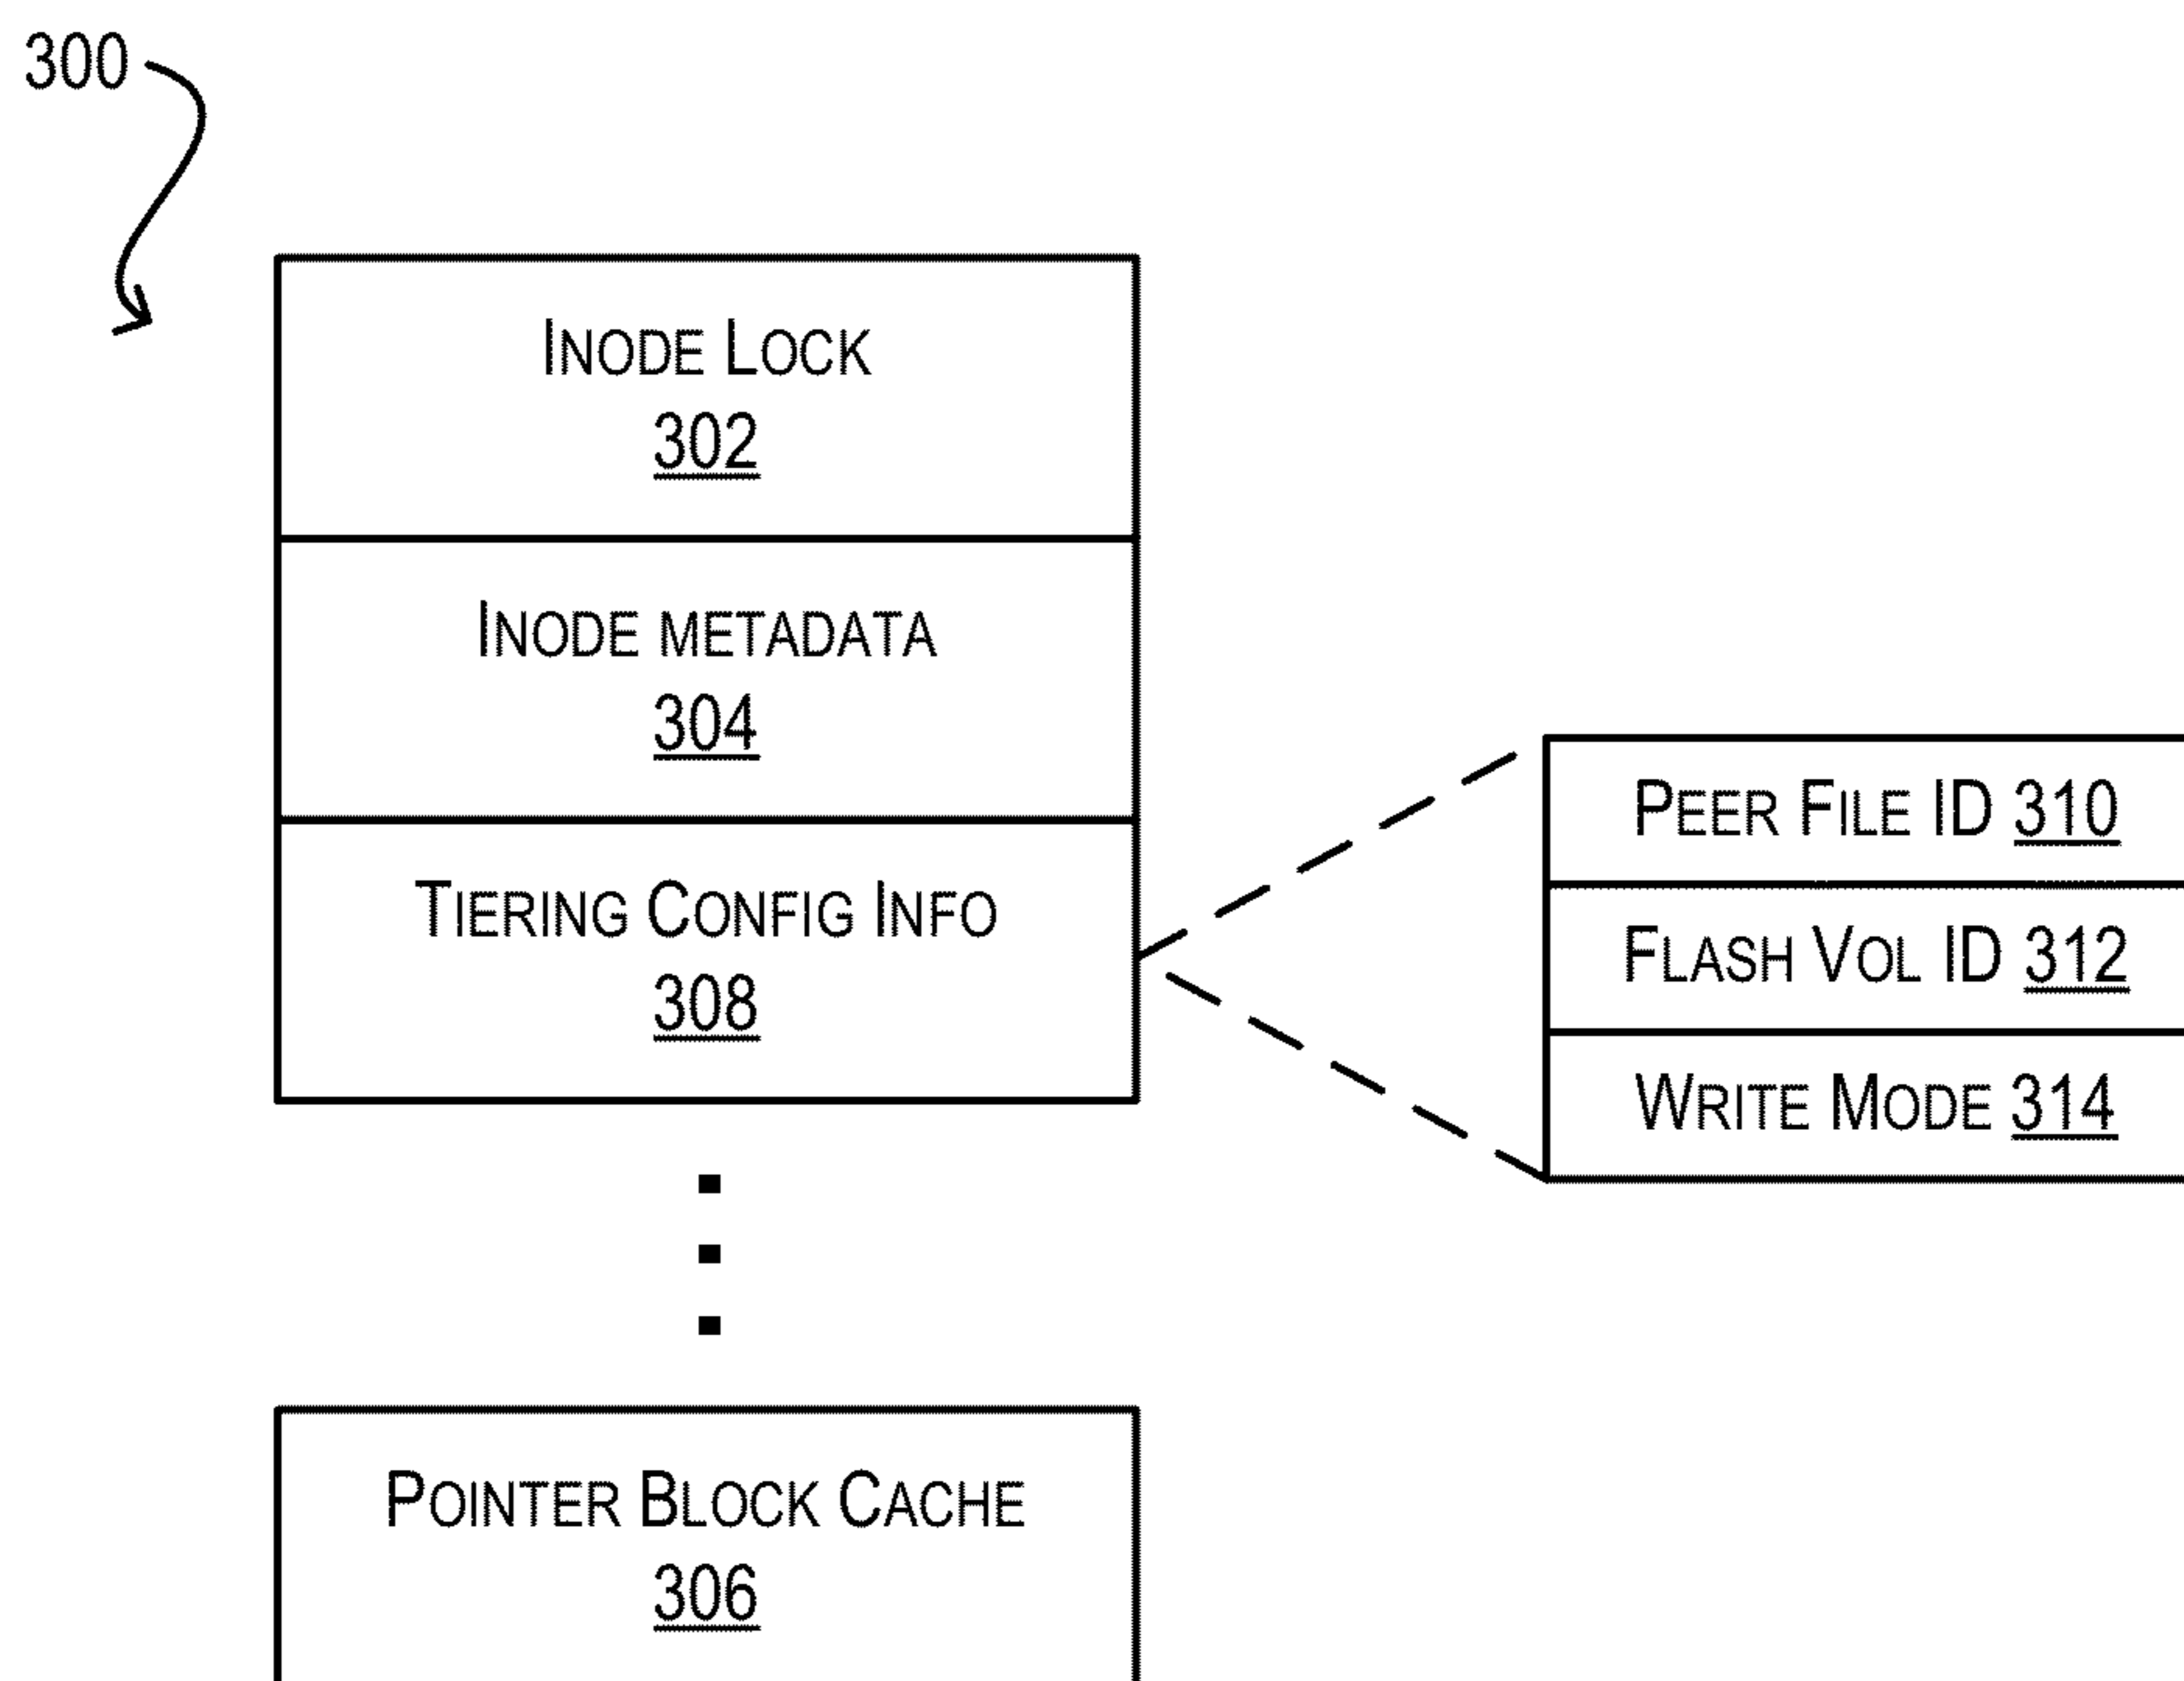 300
INODE LOCK
302
INODE METADATA
304
TIERING CONFIG INFO
308
PEER FILE ID 310
FLASH VOL ID 312
WRITE MODE 314
POINTER BLOCK CACHE
306